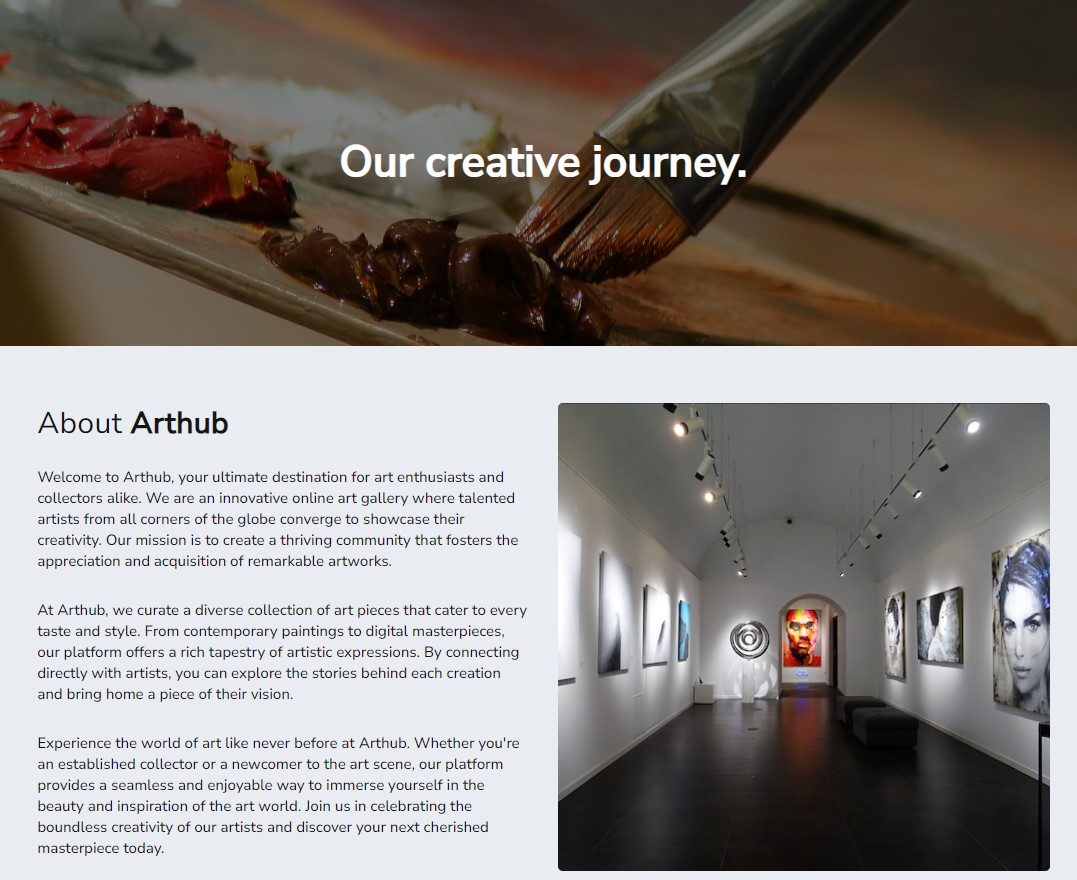 Our creative journey.
About Arthub
Welcome to Arthub, your ultimate destination for art enthusiasts and
collectors alike. We are an innovative online art gallery where talented
artists from all corners of the globe converge to showcase their
creativity. Our mission is to create a thriving community that fosters the
appreciation and acquisition of remarkable artworks.
At Arthub, we curate a diverse collection of art pieces that cater to every
taste and style. From contemporary paintings to digital masterpieces,
our platform offers a rich tapestry of artistic expressions. By connecting
directly with artists, you can explore the stories behind each creation
and bring home a piece of their vision.
Experience the world of art like never before at Arthub. Whether you're
an established collector or a newcomer to the art scene, our platform
provides a seamless and enjoyable way to immerse yourself in the
beauty and inspiration of the art world. Join us in celebrating the
boundless creativity of our artists and discover your next cherished
masterpiece today.